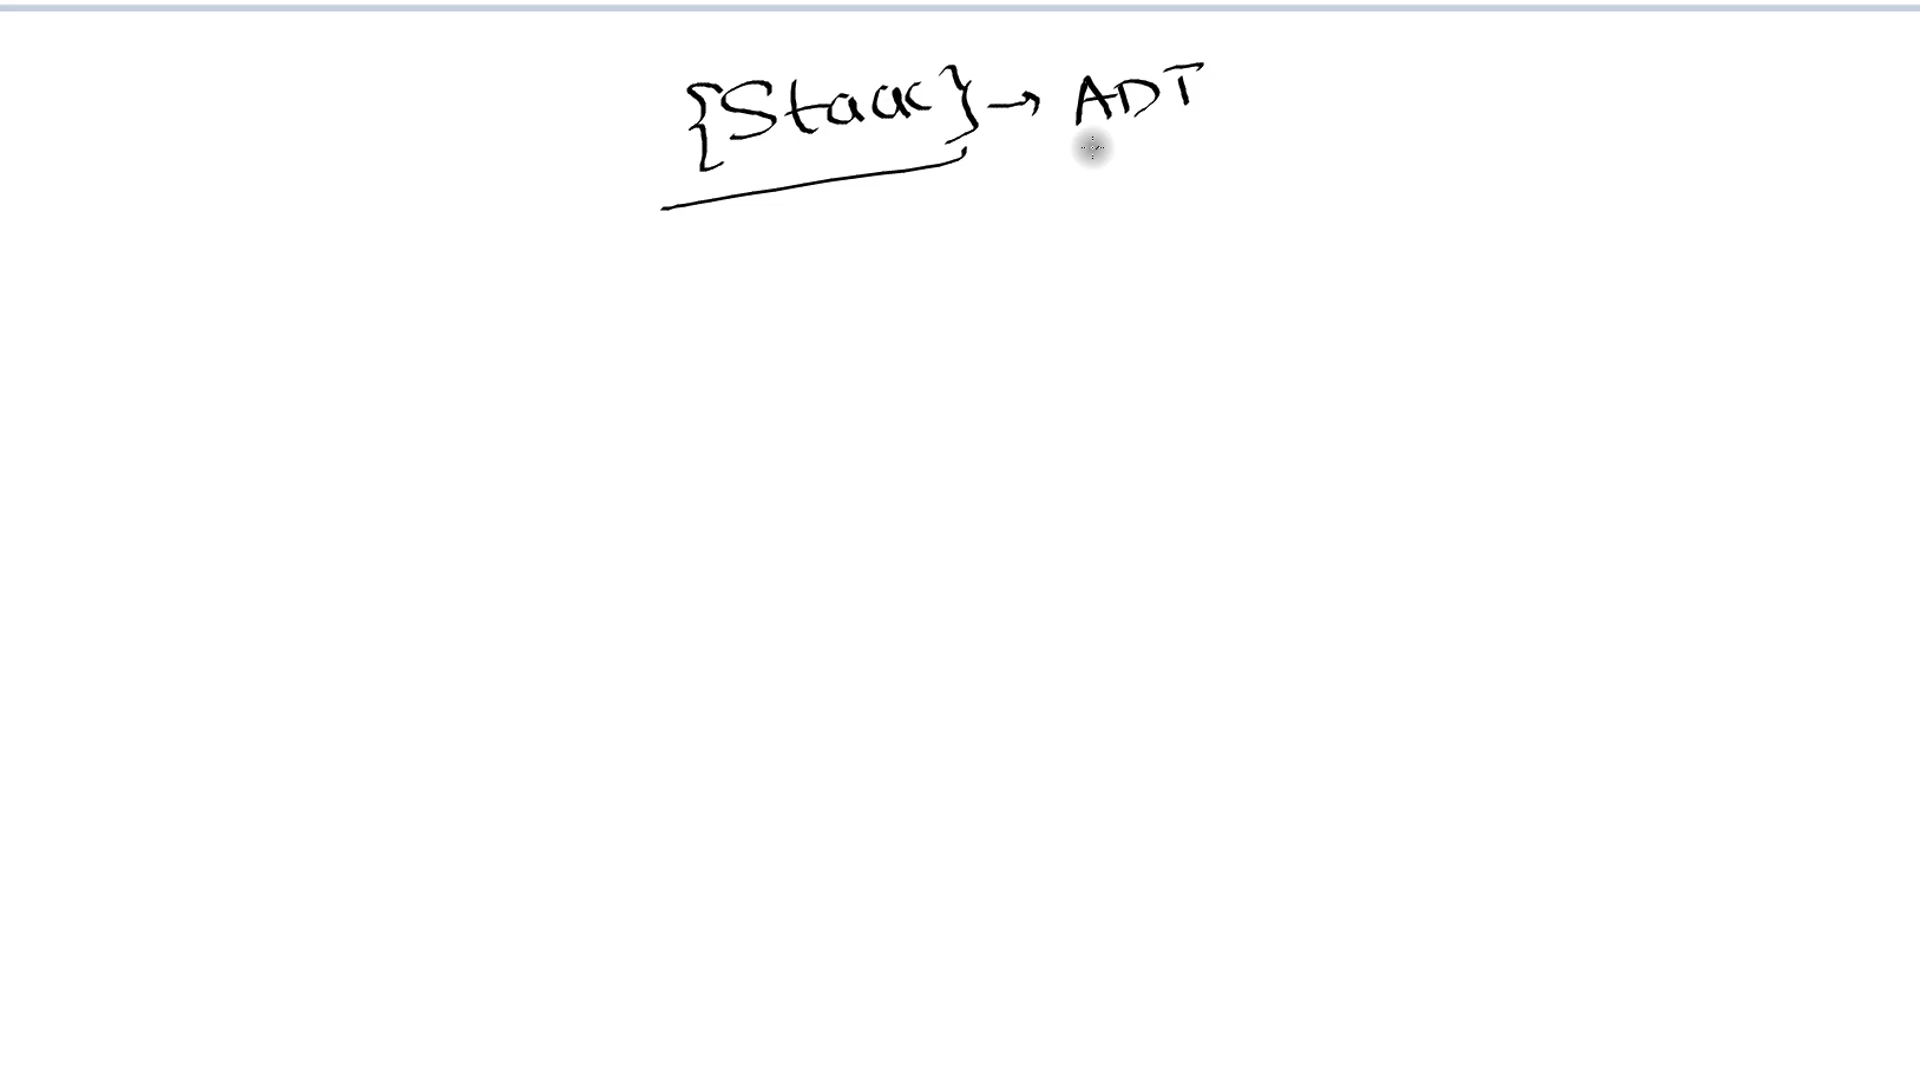 {Stack} → ADT